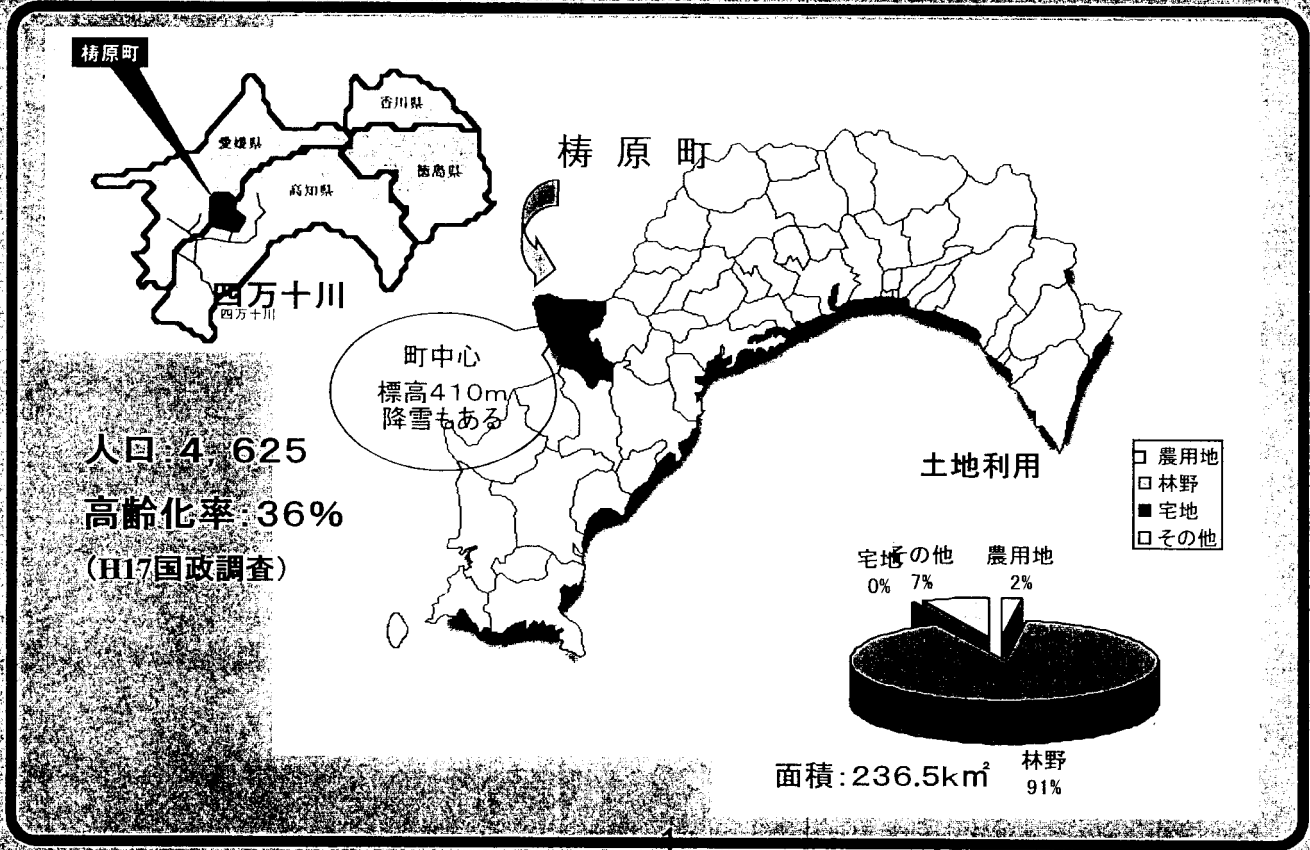 梼原町
香川県
愛媛県
徳島県
高知県
四万十川
四万十川
梼原町
町中心
標高410m
降雪もある
人口:4,625
高齢化率:36%
(H17国政調査)
土地利用
農用地
林野
宅地
その他
宅地
0%
その他
7%
農用地
2%
林野
91%
面積:236.5k㎡